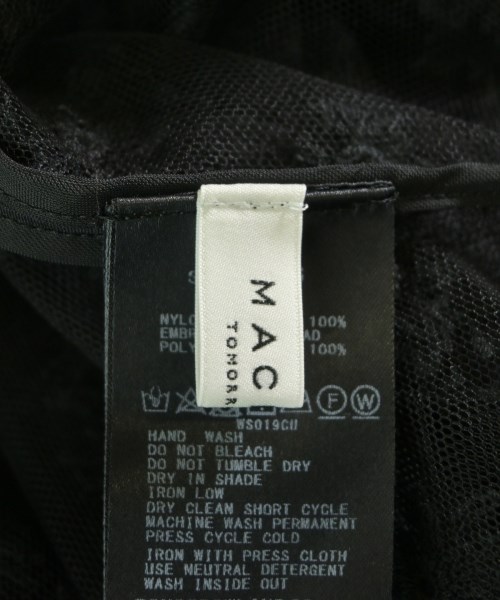 MAC
TOMORR
NYLO 100%
EMBR AD
POLY 100%
F W
WS019CU
HAND WASH
DO NOT BLEACH
DO NOT TUMBLE DRY
DRY IN SHADE
IRON LOW
DRY CLEAN SHORT CYCLE
MACHINE WASH PERMANENT
PRESS CYCLE COLD
IRON WITH PRESS CLOTH
USE NEUTRAL DETERGENT
WASH INSIDE OUT